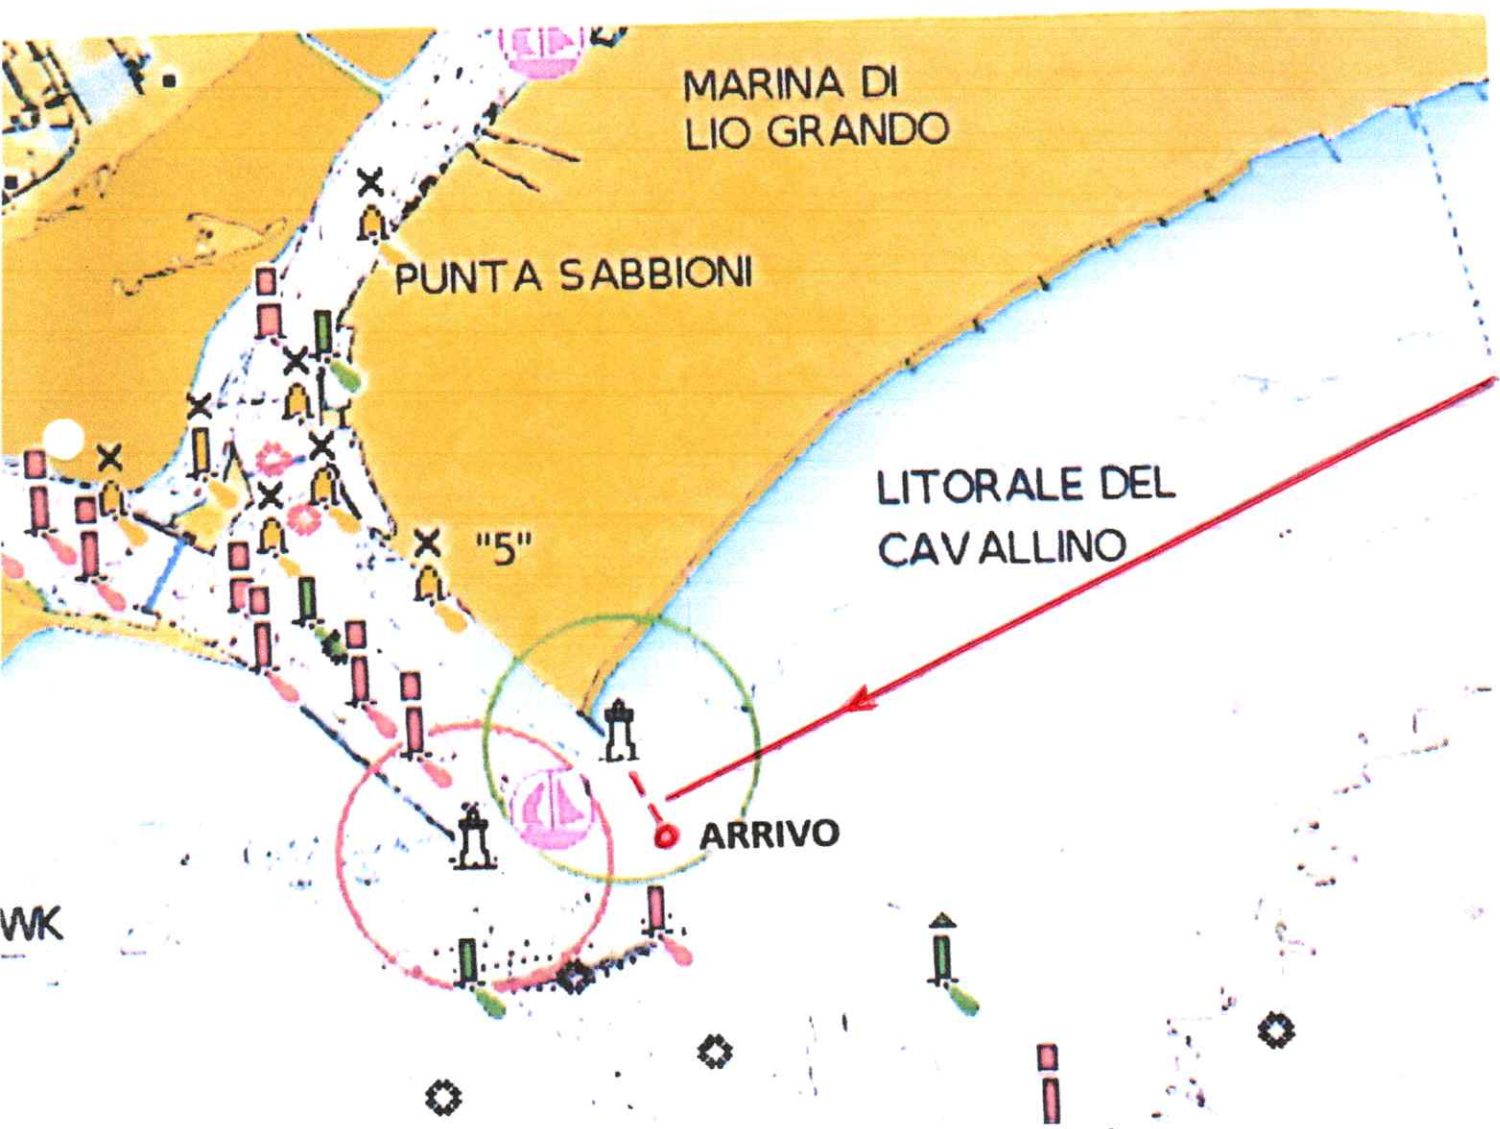 MARINA DI
LIO GRANDO
PUNTA SABBIONI
LITORALE DEL
CAVALLINO
"5"
ARRIVO
WK